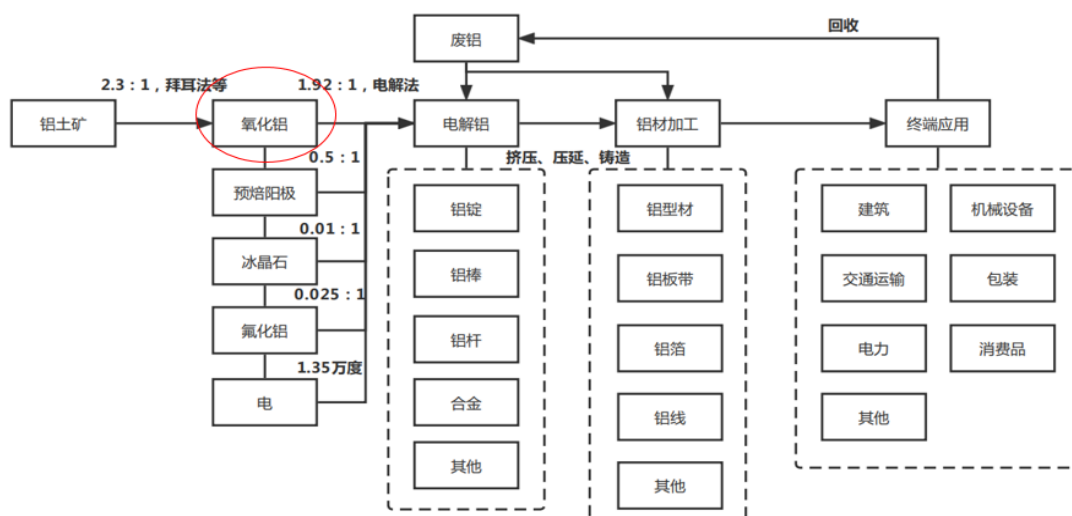 废铝
回收
2.3：1，拜耳法等
1.92：1，电解法
铝土矿
氧化铝
电解铝
铝材加工
终端应用
0.5：1
挤压、压延、铸造
预焙阳极
0.01：1
冰晶石
0.025：1
氟化铝
1.35万度
电
铝锭
铝棒
铝杆
合金
其他
铝型材
铝板带
铝箔
铝线
其他
建筑
机械设备
交通运输
包装
电力
消费品
其他